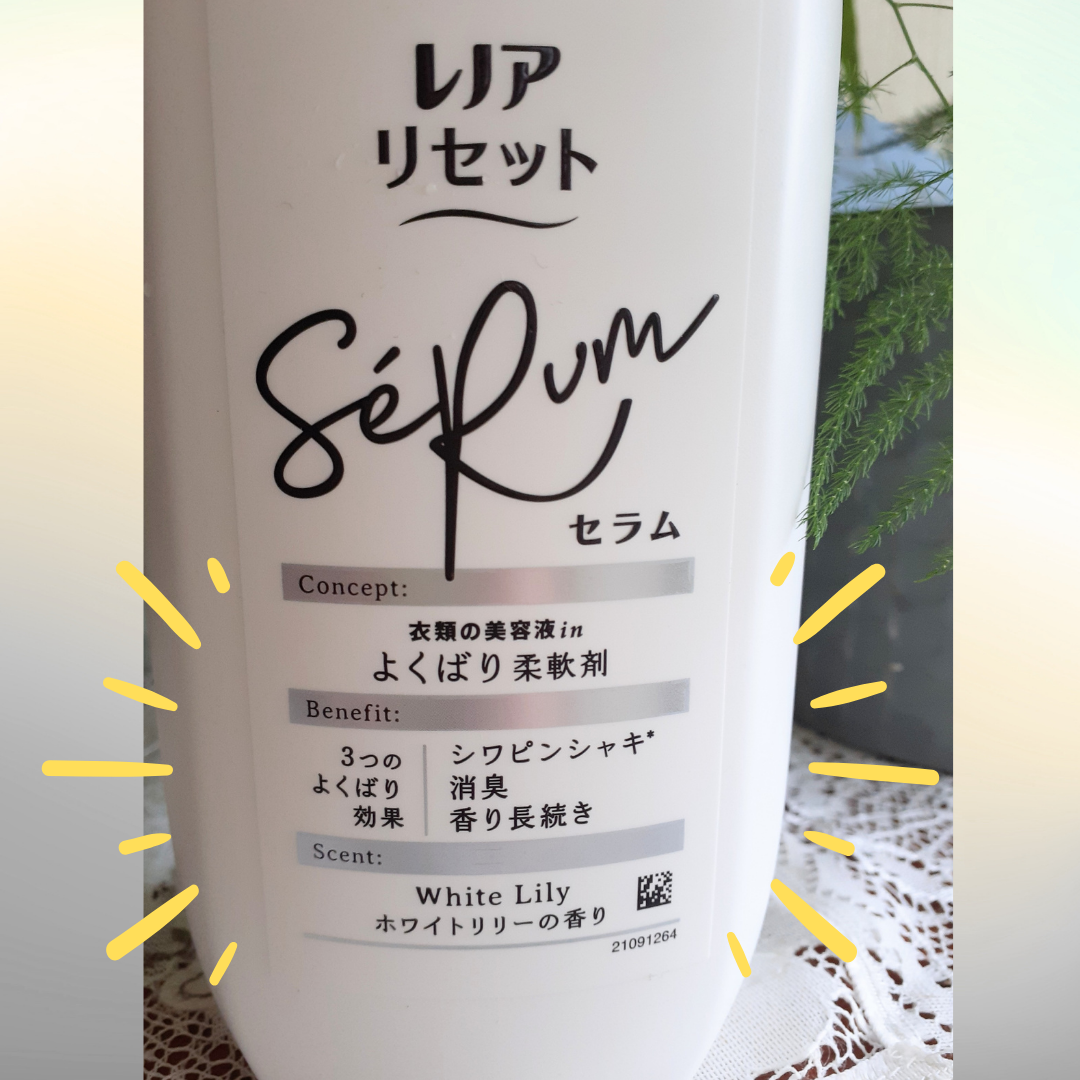 レノア
リセット
SéRum
セラム
Concept:
衣類の美容液in
よくばり柔軟剤
Benefit:
3つの
よくばり
効果
シワピンシャキ*
消臭
香り長続き
Scent:
White Lily
ホワイトリリーの香り
21091264